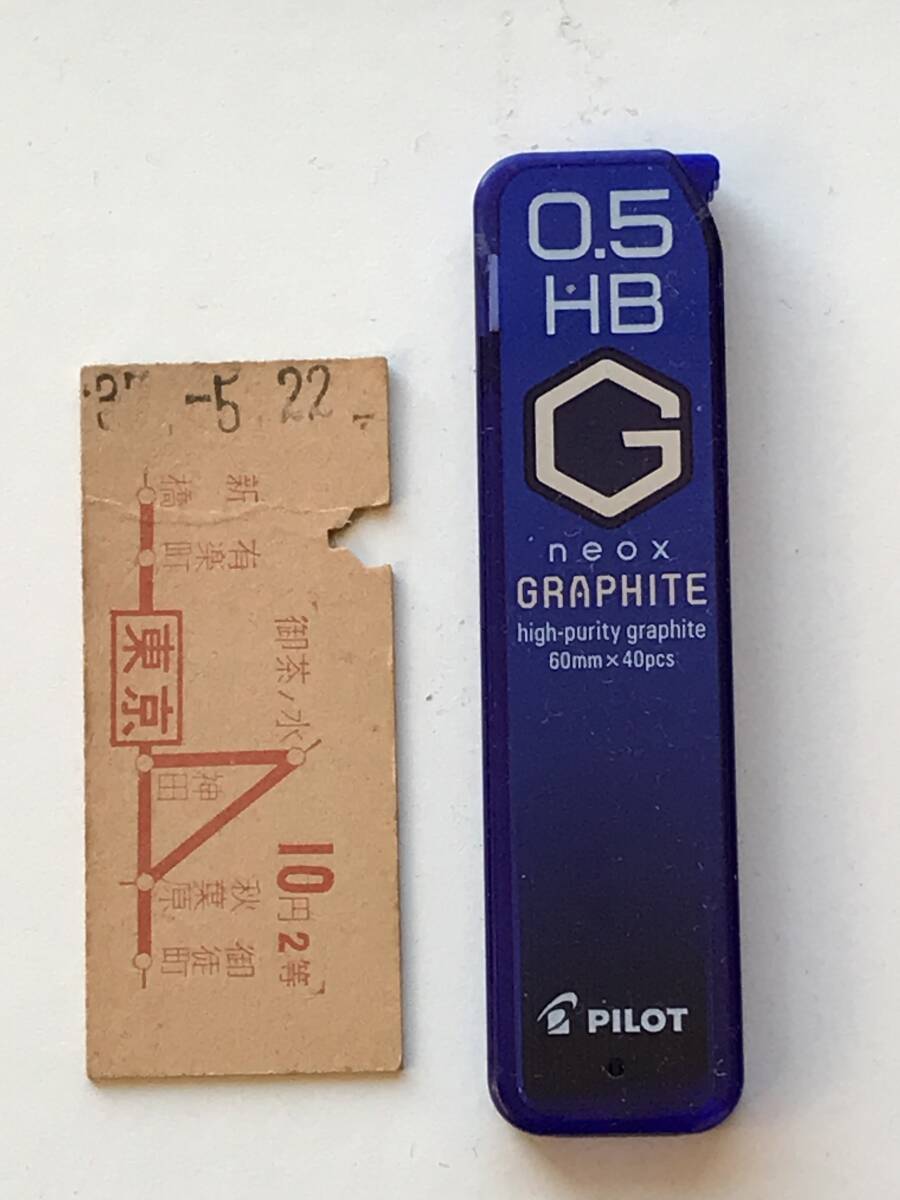 37. -5. 22
新橋
有楽町
東京
神田
御茶ノ水
秋葉原
御徒町
10円2等
0.5
HB
G
neox
GRAPHITE
high-purity graphite
60mm×40pcs
PILOT